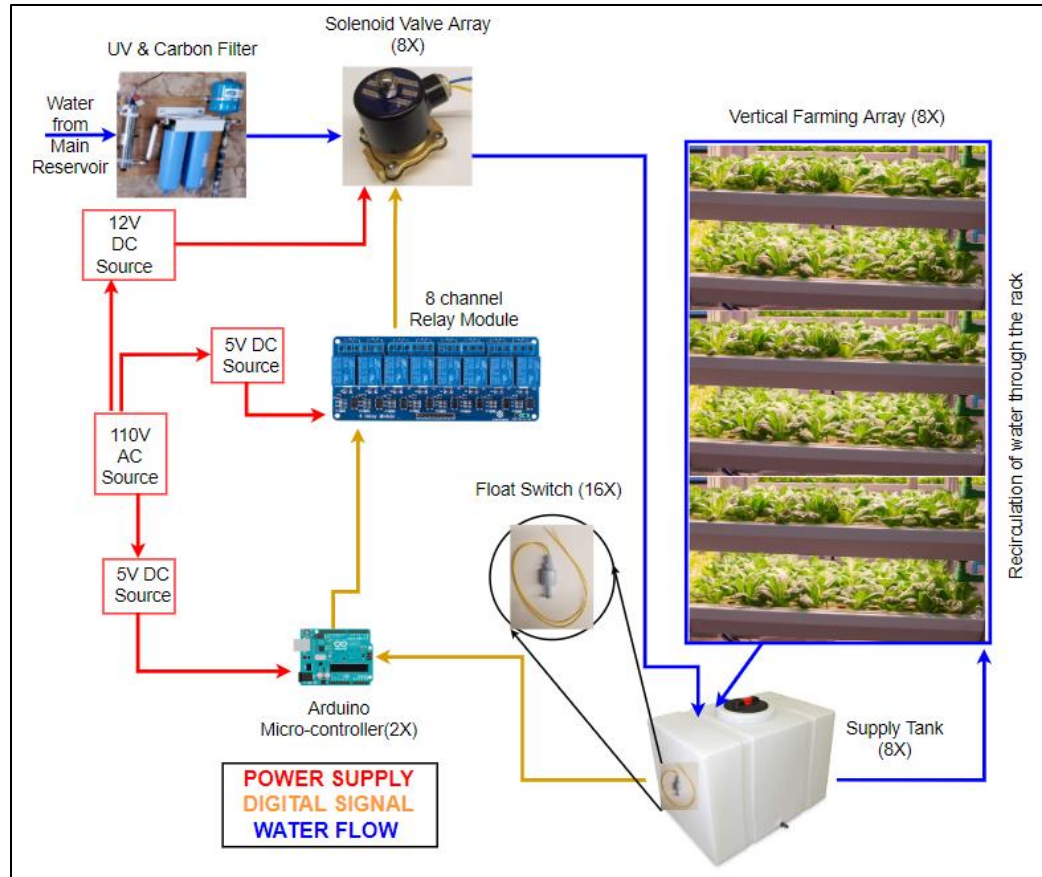 Solenoid Valve Array
(8X)
UV & Carbon Filter
Water
from
Main
Reservoir
Vertical Farming Array (8X)
12V
DC
Source
8 channel
Relay Module
5V DC
Source
110V
AC
Source
Float Switch (16X)
Recirculation of water through the rack
5V DC
Source
Arduino
Micro-controller(2X)
Supply Tank
(8X)
POWER SUPPLY
DIGITAL SIGNAL
WATER FLOW